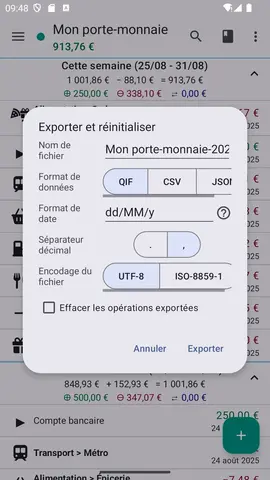 09:48
Mon porte-monnaie
913,76 €
Cette semaine (25/08 - 31/08)
1 001,86 € − 88,10 € = 913,76 €
250,00 € 338,10 € 0,00 €
Exporter et réinitialiser
Nom de fichier
Mon porte-monnaie-202
Format de données
QIF CSV JSON
Format de date
dd/MM/y
Séparateur décimal
. ,
Encodage du fichier
UTF-8 ISO-8859-1
Effacer les opérations exportées
Annuler Exporter
848,93 € + 152,93 € = 1 001,86 €
500,00 € 347,07 € 0,00 €
Compte bancaire
250,00 €
24
Transport > Métro
24 août 2025
Alimentation > Épicerie
−7,48 €